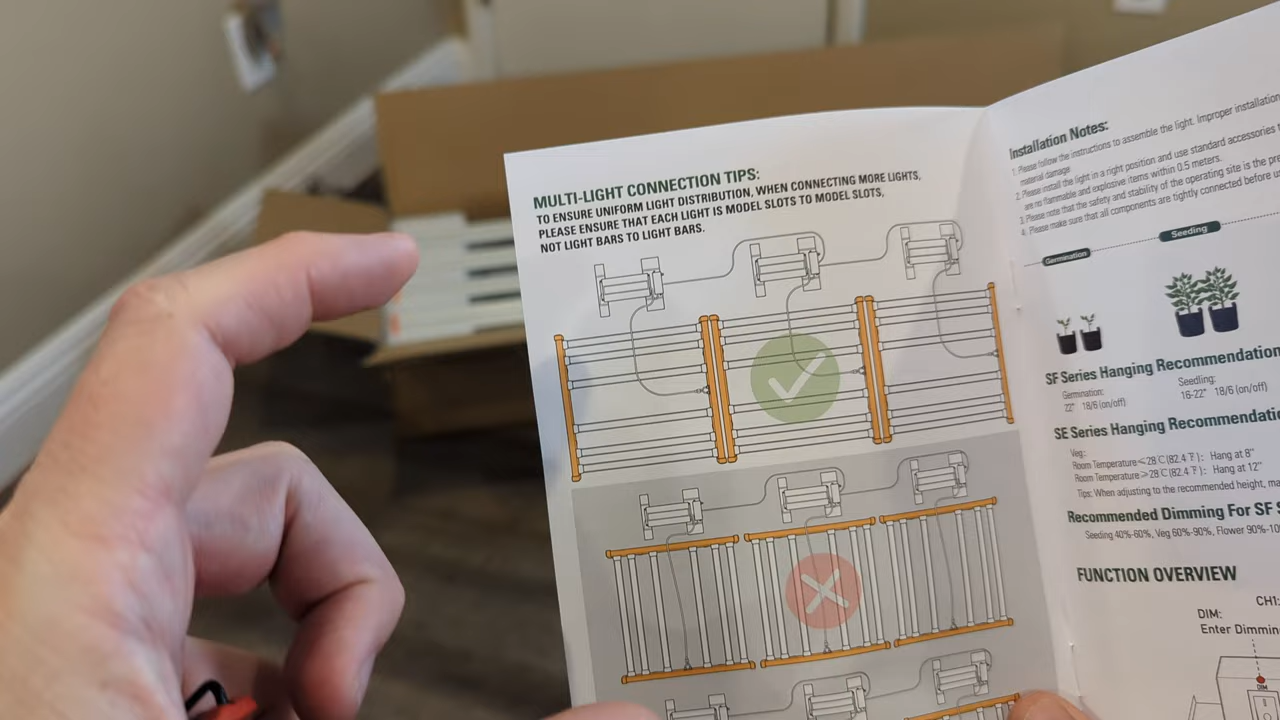 MULTI-LIGHT CONNECTION TIPS:
TO ENSURE UNIFORM LIGHT DISTRIBUTION, WHEN CONNECTING MORE LIGHTS,
PLEASE ENSURE THAT EACH LIGHT IS MODEL SLOTS TO MODEL SLOTS,
NOT LIGHT BARS TO LIGHT BARS.
Installation Notes:
1. Please follow the instructions to assemble the light. Improper installation
material damage.
2. Please install the light in a right position and use standard accessories
are no flammable and explosive items within 0.5 meters.
3. Please note that the safety and stability of the operating site is the
4. Please make sure that all components are tightly connected before
Germination
Seeding
SF Series Hanging Recommendation
Germination:
22" 18/6 (on/off)
Seedling:
16-22" 18/6 (on/off)
SE Series Hanging
Veg:
Room Temperature<28℃(82.4℉): Hang at 8"
Room Temperature>28℃(82.4℉): Hang at 12"
Tips: When adjusting to the recommended height,
Recommended Dimming For SF
Seeding 40%-60%, Veg 60%-90%, Flower
FUNCTION OVERVIEW
CH1:
DIM:
Enter
DIM